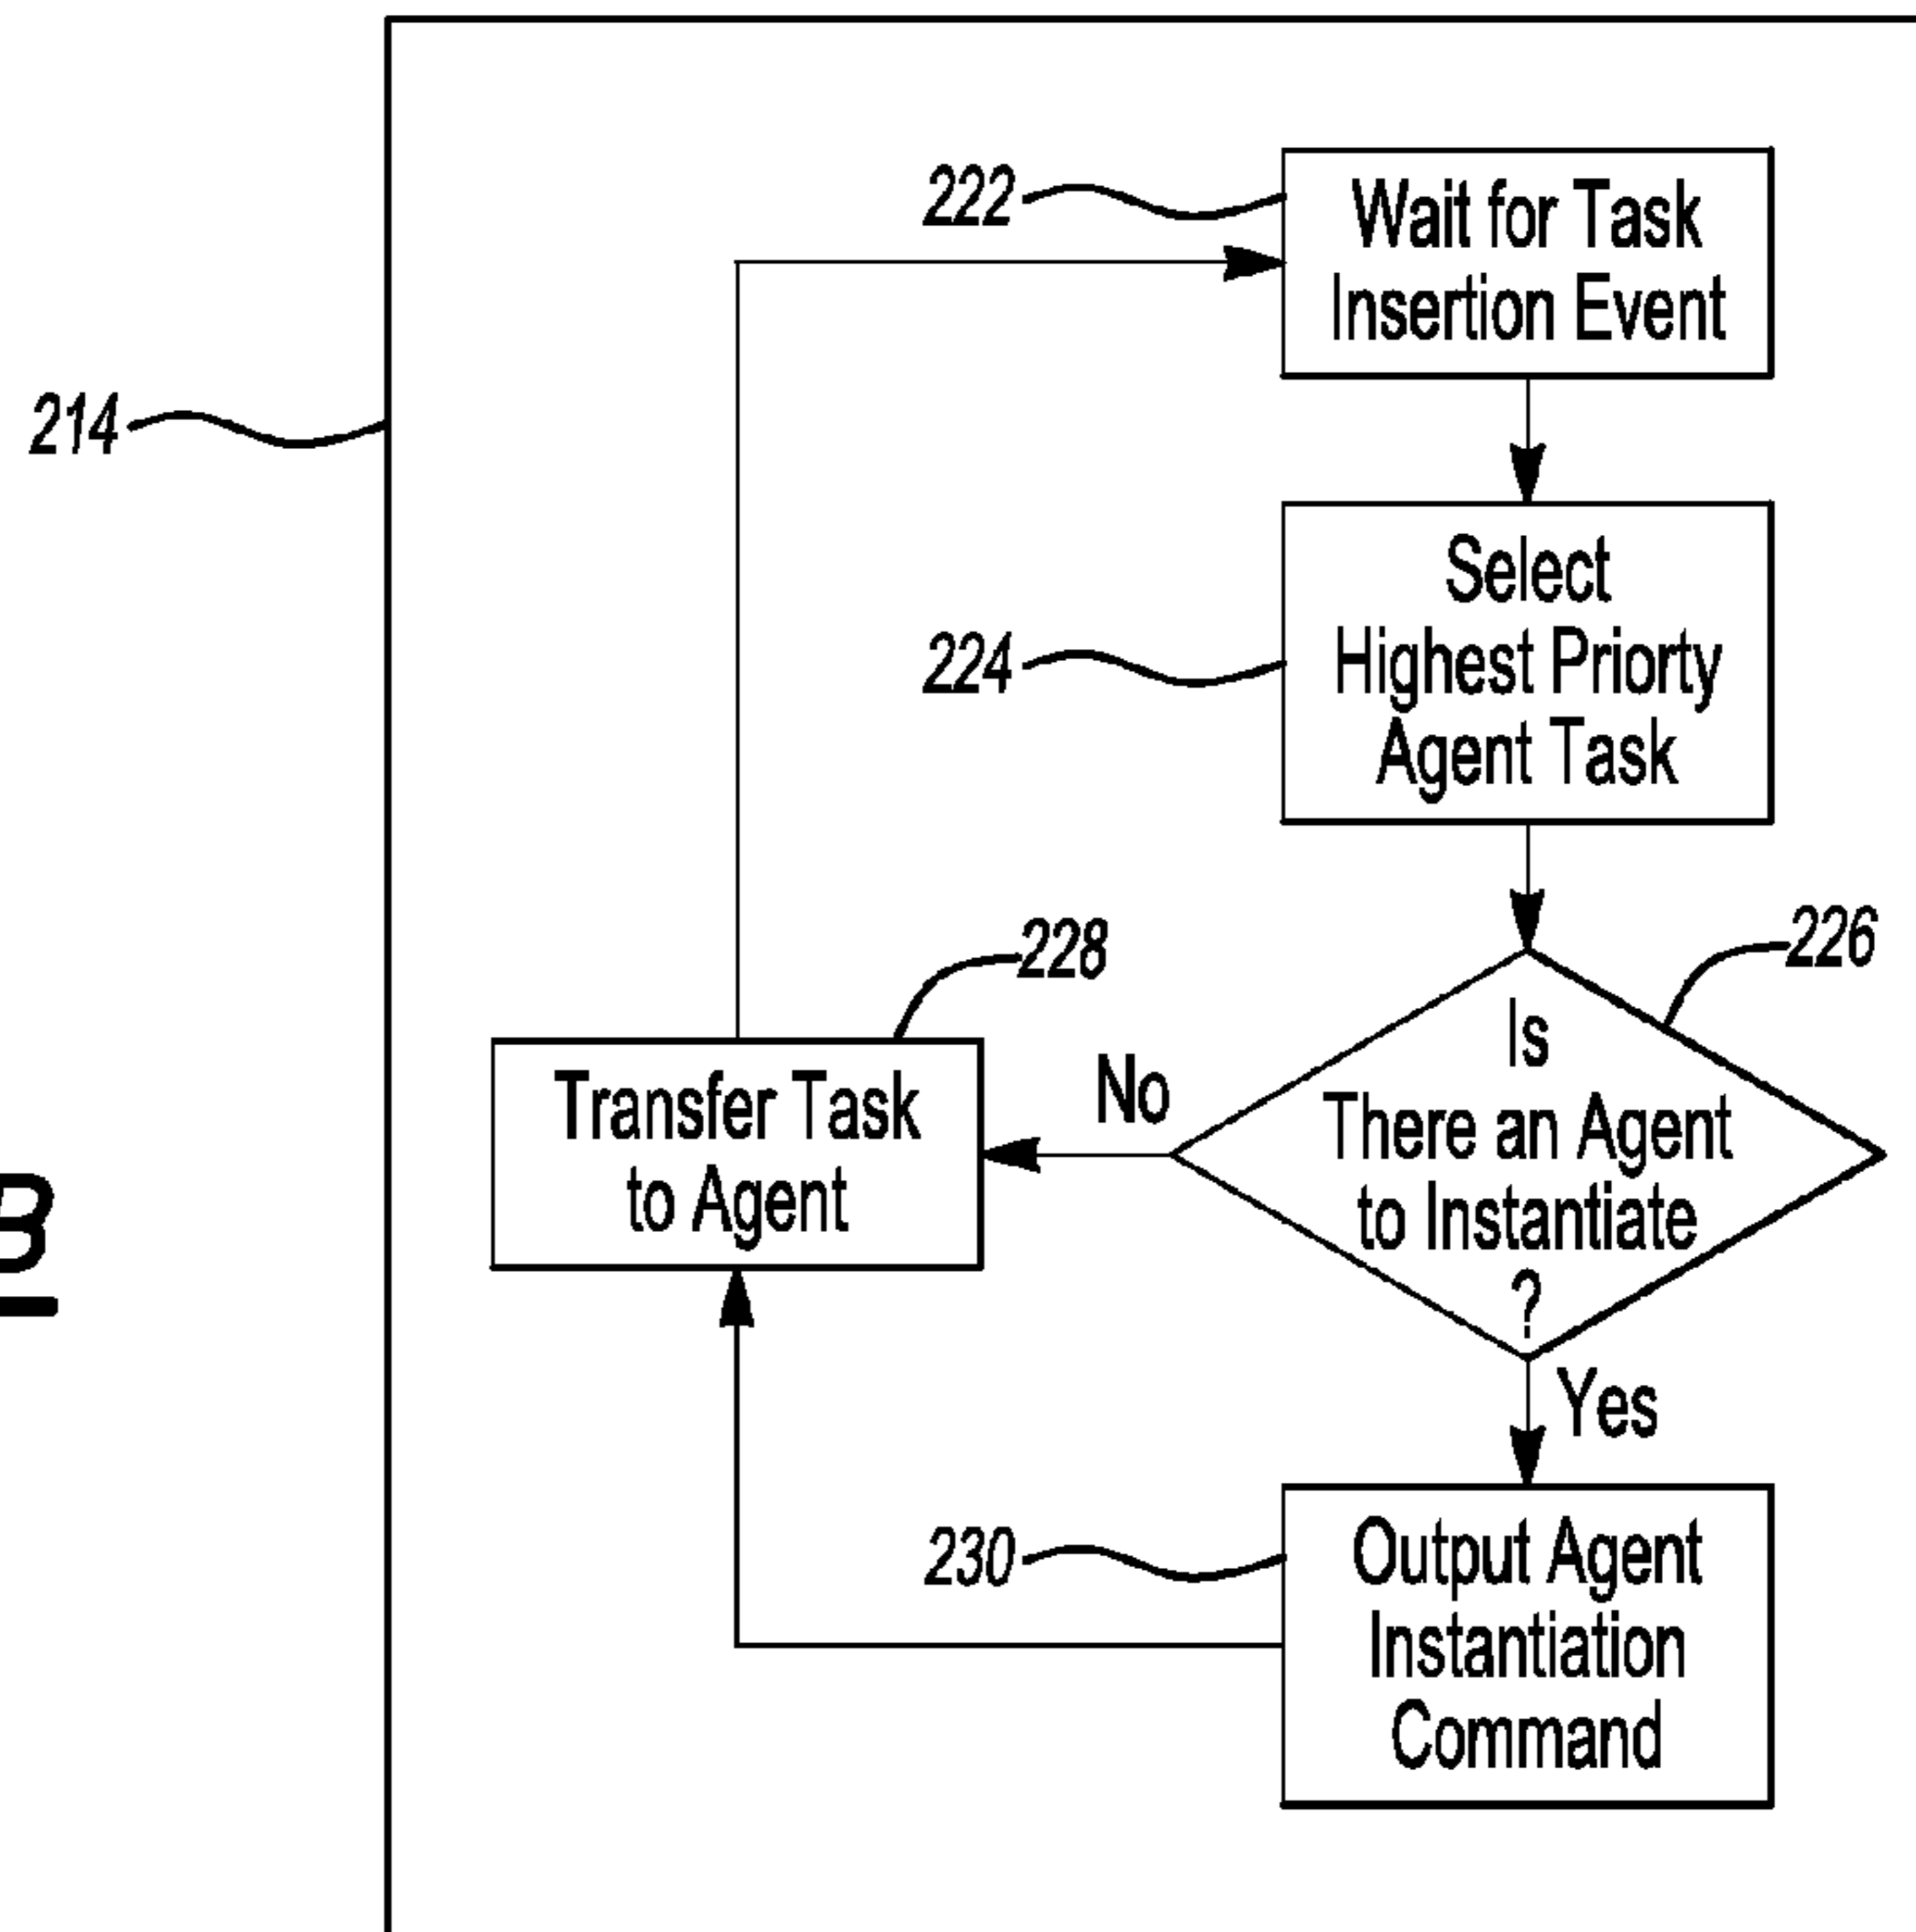 222
Wait for Task
Insertion Event
214
Select
Highest Priorty
Agent Task
224
228
226
Is
There an Agent
to Instantiate
?
No
Transfer Task
to Agent
B
Yes
230
Output Agent
Instantiation
Command